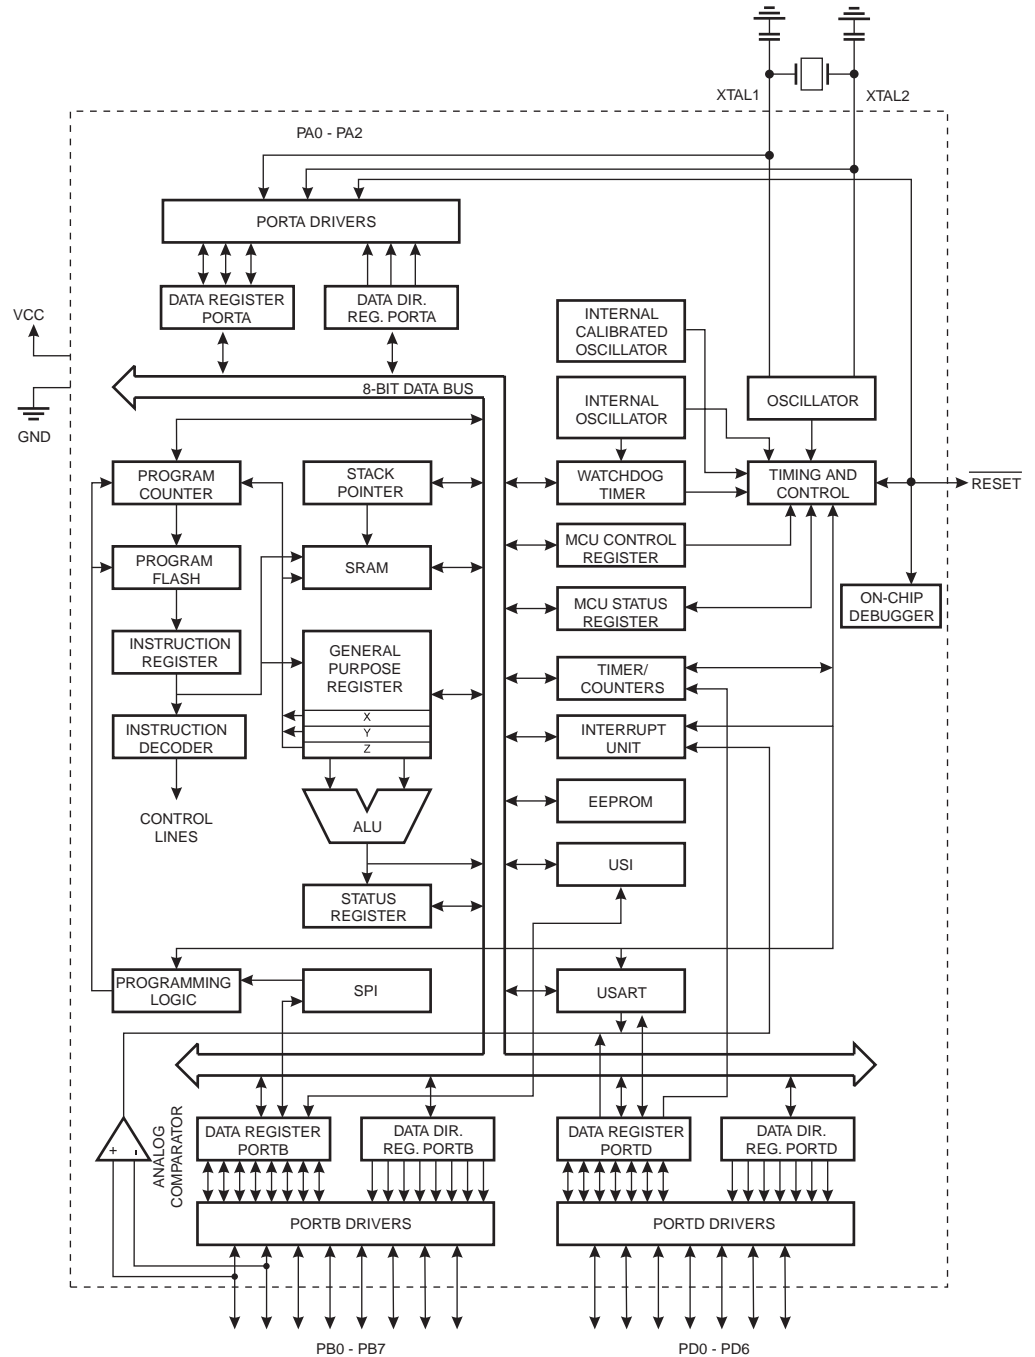 XTAL1
XTAL2
PA0 - PA2
PORTA DRIVERS
DATA REGISTER
PORTA
DATA DIR.
REG. PORTA
VCC
GND
8-BIT DATA BUS
INTERNAL
CALIBRATED
OSCILLATOR
INTERNAL
OSCILLATOR
OSCILLATOR
PROGRAM
COUNTER
STACK
POINTER
WATCHDOG
TIMER
TIMING AND
CONTROL
RESET
PROGRAM
FLASH
SRAM
MCU CONTROL
REGISTER
MCU STATUS
REGISTER
ON-CHIP
DEBUGGER
INSTRUCTION
REGISTER
GENERAL
PURPOSE
REGISTER
X
Y
Z
TIMER/
COUNTERS
INSTRUCTION
DECODER
INTERRUPT
UNIT
CONTROL
LINES
ALU
EEPROM
USI
STATUS
REGISTER
PROGRAMMING
LOGIC
SPI
USART
+
-
ANALOG
COMPARATOR
DATA REGISTER
PORTB
DATA DIR.
REG. PORTB
DATA REGISTER
PORTD
DATA DIR.
REG. PORTD
PORTB DRIVERS
PORTD DRIVERS
PB0 - PB7
PD0 - PD6